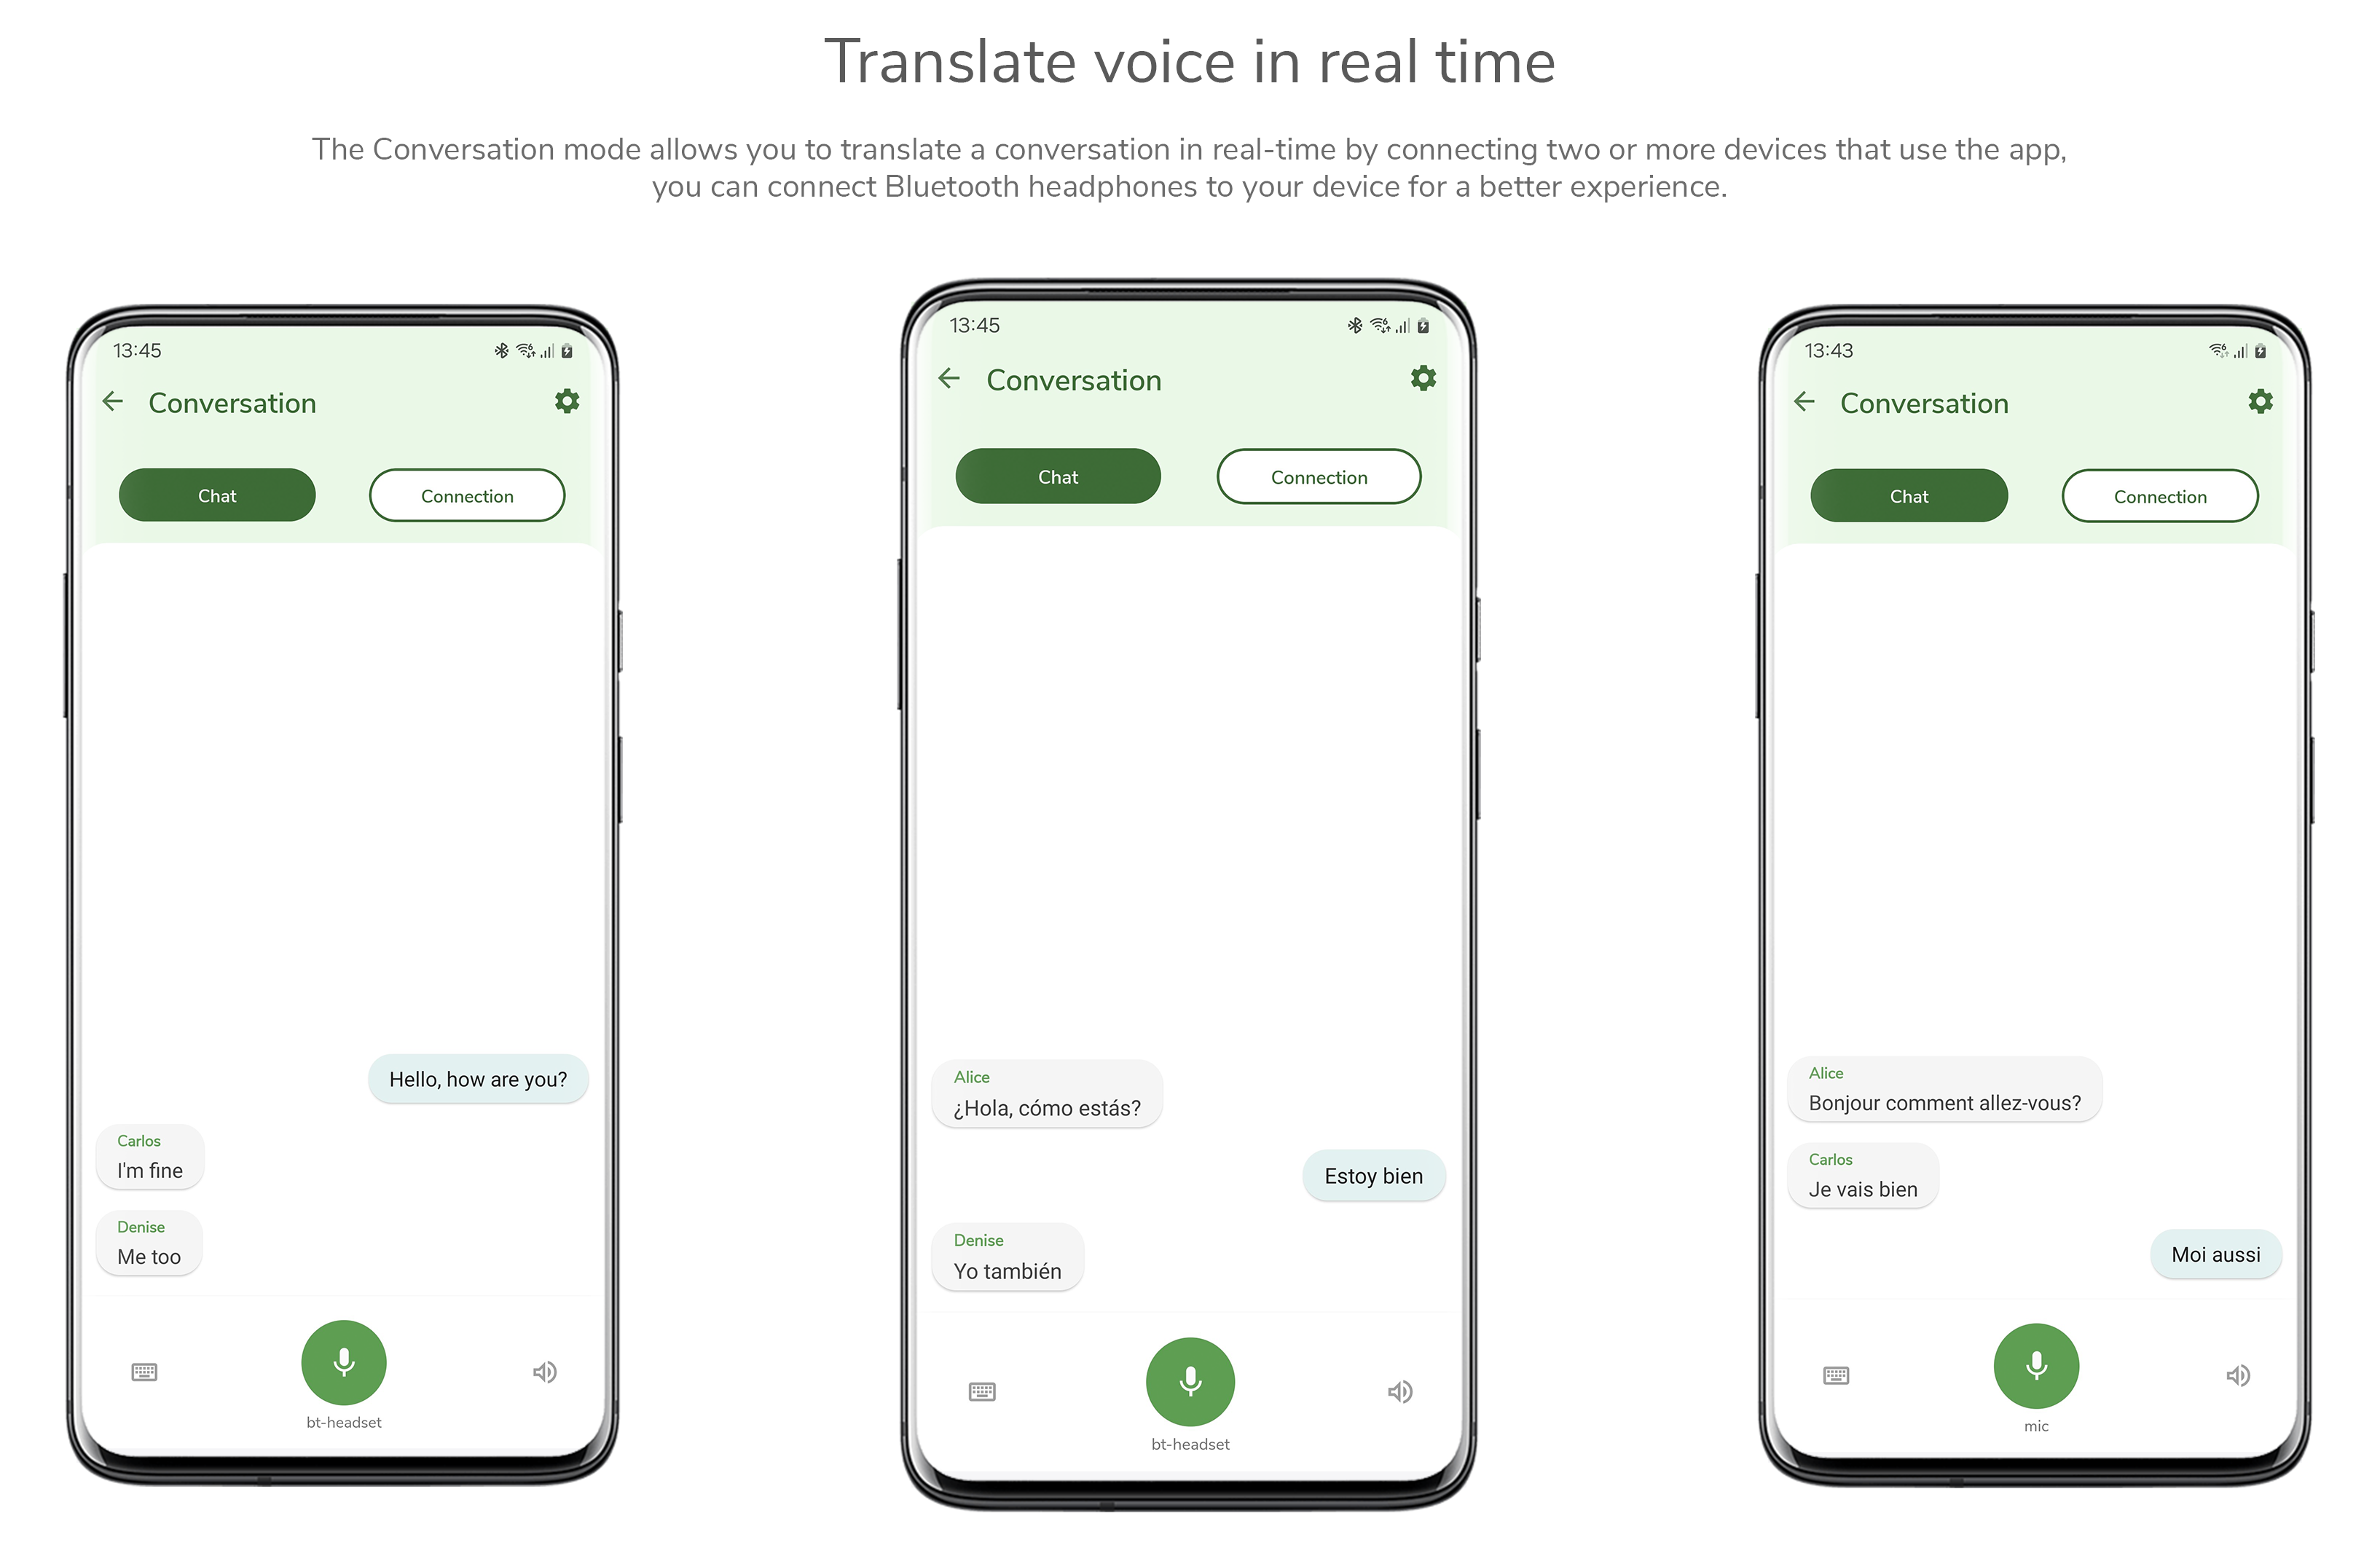 Translate voice in real time
The Conversation mode allows you to translate a conversation in real-time by connecting two or more devices that use the app,
you can connect Bluetooth headphones to your device for a better experience.
13:45
Conversation
Chat
Connection
Hello, how are you?
Carlos
I'm fine
Denise
Me too
bt-headset
13:45
Conversation
Chat
Connection
Alice
¿Hola, cómo estás?
Estoy bien
Denise
Yo también
bt-headset
13:43
Conversation
Chat
Connection
Alice
Bonjour comment allez-vous?
Carlos
Je vais bien
Moi aussi
mic